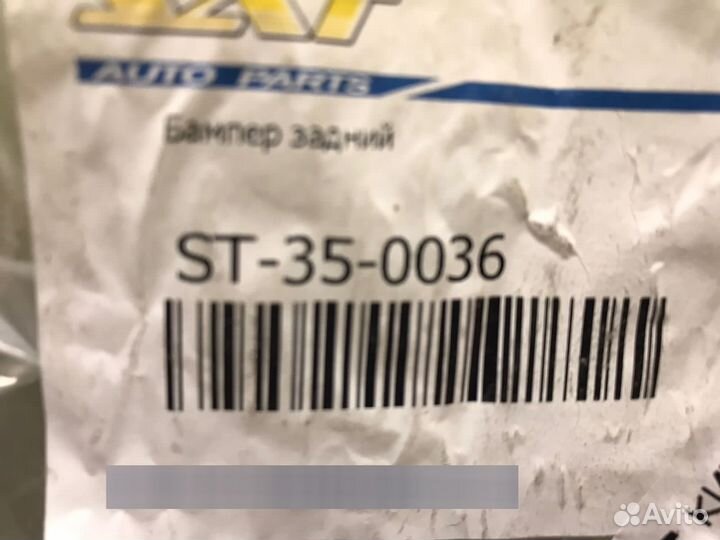 AUTO PARTS
Бампер задний
ST-35-0036
Avito